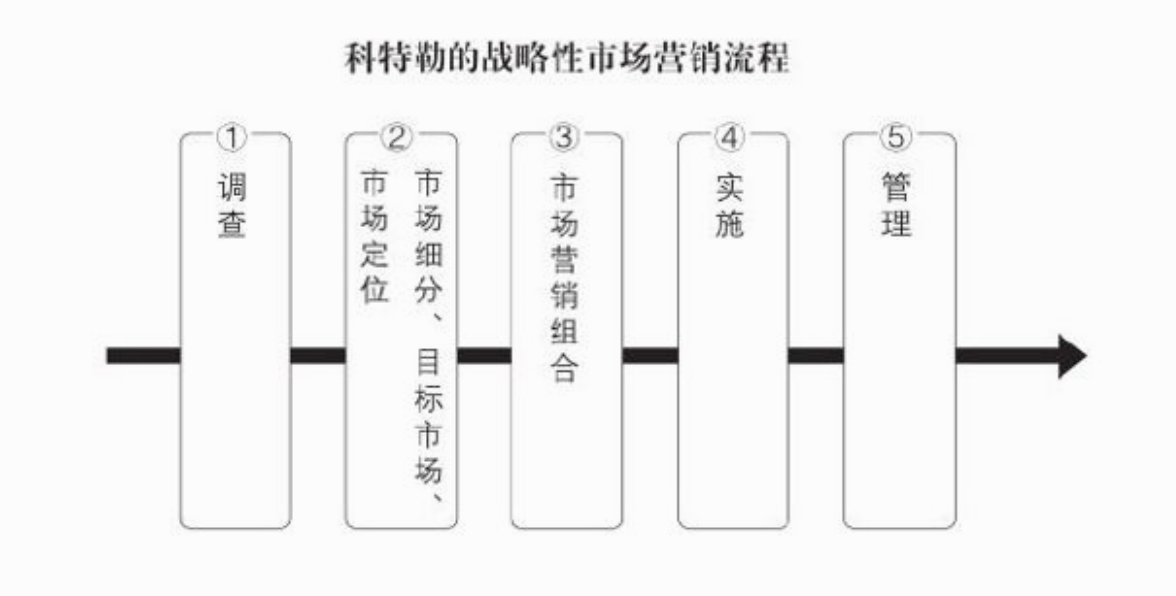 科特勒的战略性市场营销流程
①
调查
②
市场细分、目标市场、
市场定位
③
市场营销组合
④
实施
⑤
管理